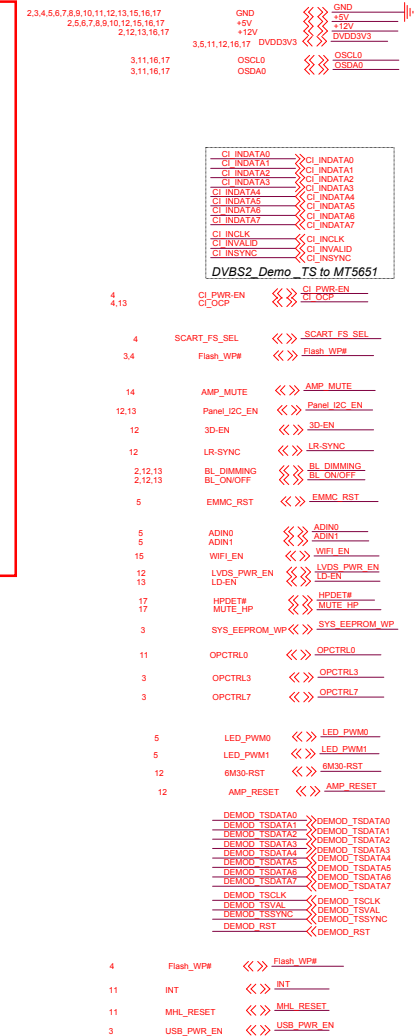 2,3,4,5,6,7,8,9,10,11,12,13,15,16,17 GND GND
2,5,6,7,8,9,10,12,15,16,17 +5V +5V
2,12,13,16,17 +12V +12V
3,5,11,12,16,17 DVDD3V3 DVDD3V3
3,11,16,17 OSCL0 OSCL0
3,11,16,17 OSDA0 OSDA0
CI_INDATA0 CI_INDATA0
CI_INDATA1 CI_INDATA1
CI_INDATA2 CI_INDATA2
CI_INDATA3 CI_INDATA3
CI_INDATA4 CI_INDATA4
CI_INDATA5 CI_INDATA5
CI_INDATA6 CI_INDATA6
CI_INDATA7 CI_INDATA7
CI_INCLK CI_INCLK
CI_INVALID CI_INVALID
CI_INSYNC CI_INSYNC
DVBS2_Demo _TS to MT5651
4 CI_PWR-EN CI_PWR-EN
4,13 CI_OCP CI_OCP
4 SCART_FS_SEL SCART_FS_SEL
3,4 Flash_WP# Flash_WP#
14 AMP_MUTE AMP_MUTE
12,13 Panel_I2C_EN Panel_I2C_EN
12 3D-EN 3D-EN
12 LR-SYNC LR-SYNC
2,12,13 BL_DIMMING BL_DIMMING
2,12,13 BL_ON/OFF BL_ON/OFF
5 EMMC_RST EMMC_RST
5 ADIN0 ADIN0
5 ADIN1 ADIN1
15 WIFI_EN WIFI_EN
12 LVDS_PWR_EN LVDS_PWR_EN
13 LD-EN LD-EN
17 HPDET# HPDET#
17 MUTE_HP MUTE_HP
3 SYS_EEPROM_WP SYS_EEPROM_WP
11 OPCTRL0 OPCTRL0
3 OPCTRL3 OPCTRL3
3 OPCTRL7 OPCTRL7
5 LED_PWM0 LED_PWM0
5 LED_PWM1 LED_PWM1
12 6M30-RST 6M30-RST
12 AMP_RESET AMP_RESET
DEMOD_TSDATA0 DEMOD_TSDATA0
DEMOD_TSDATA1 DEMOD_TSDATA1
DEMOD_TSDATA2 DEMOD_TSDATA2
DEMOD_TSDATA3 DEMOD_TSDATA3
DEMOD_TSDATA4 DEMOD_TSDATA4
DEMOD_TSDATA5 DEMOD_TSDATA5
DEMOD_TSDATA6 DEMOD_TSDATA6
DEMOD_TSDATA7 DEMOD_TSDATA7
DEMOD_TSCLK DEMOD_TSCLK
DEMOD_TSVAL DEMOD_TSVAL
DEMOD_TSSYNC DEMOD_TSSYNC
DEMOD_RST DEMOD_RST
4 Flash_WP# Flash_WP#
11 INT INT
11 MHL_RESET MHL_RESET
3 USB_PWR_EN USB_PWR_EN